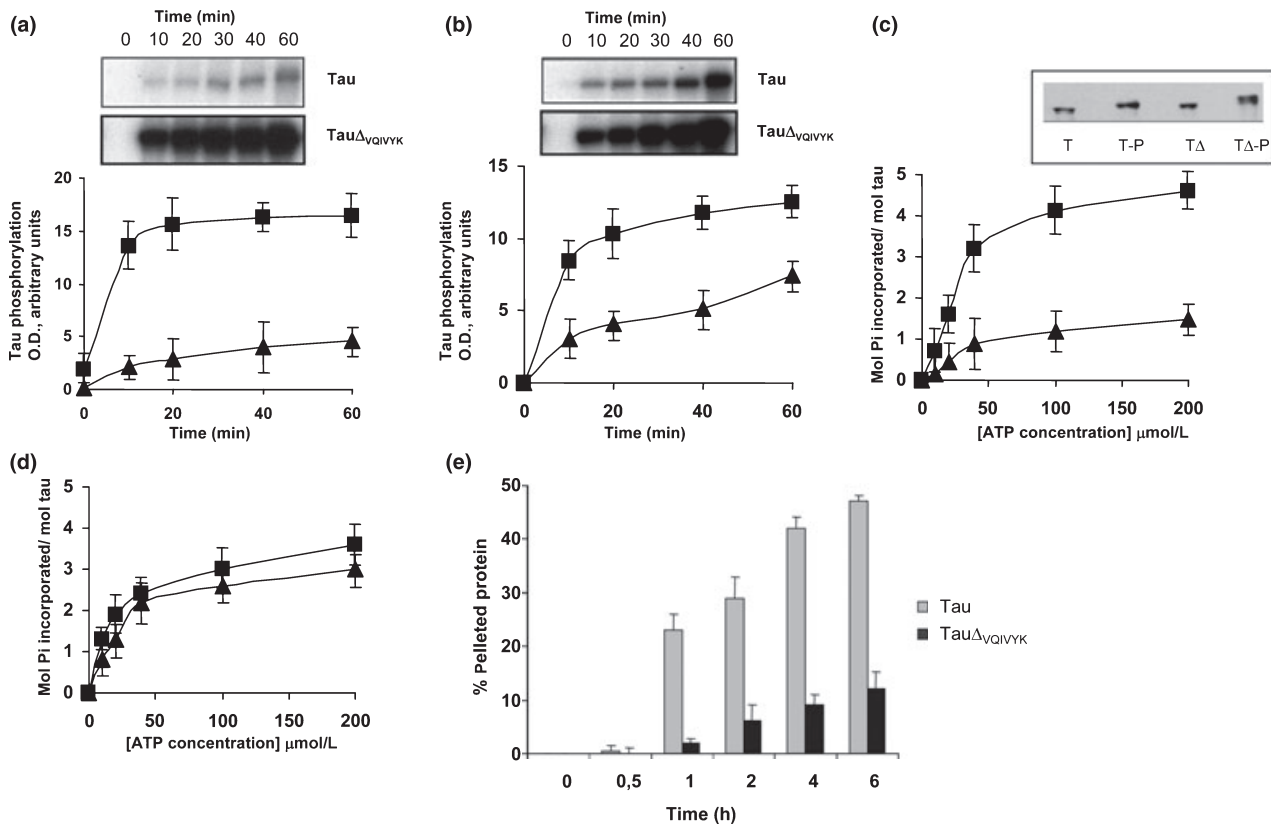 (a)
Time (min)
0 10 20 30 40 60
Tau
TauΔVQIVYK
20
15
10
5
0
Tau phosphorylation
O.D., arbitrary units
0 20 40 60
Time (min)
(b)
Time (min)
0 10 20 30 40 60
Tau
TauΔVQIVYK
15
10
5
0
Tau phosphorylation
O.D., arbitrary units
0 20 40 60
Time (min)
(c)
T T-P TΔ TΔ-P
5
4
3
2
1
0
Mol Pi incorporated/ mol tau
0 50 100 150 200
[ATP concentration] μmol/L
(d)
5
4
3
2
1
0
Mol Pi incorporated/ mol tau
0 50 100 150 200
[ATP concentration] μmol/L
(e)
50
40
30
20
10
0
% Pelleted protein
0 0,5 1 2 4 6
Time (h)
Tau
TauΔVQIVYK